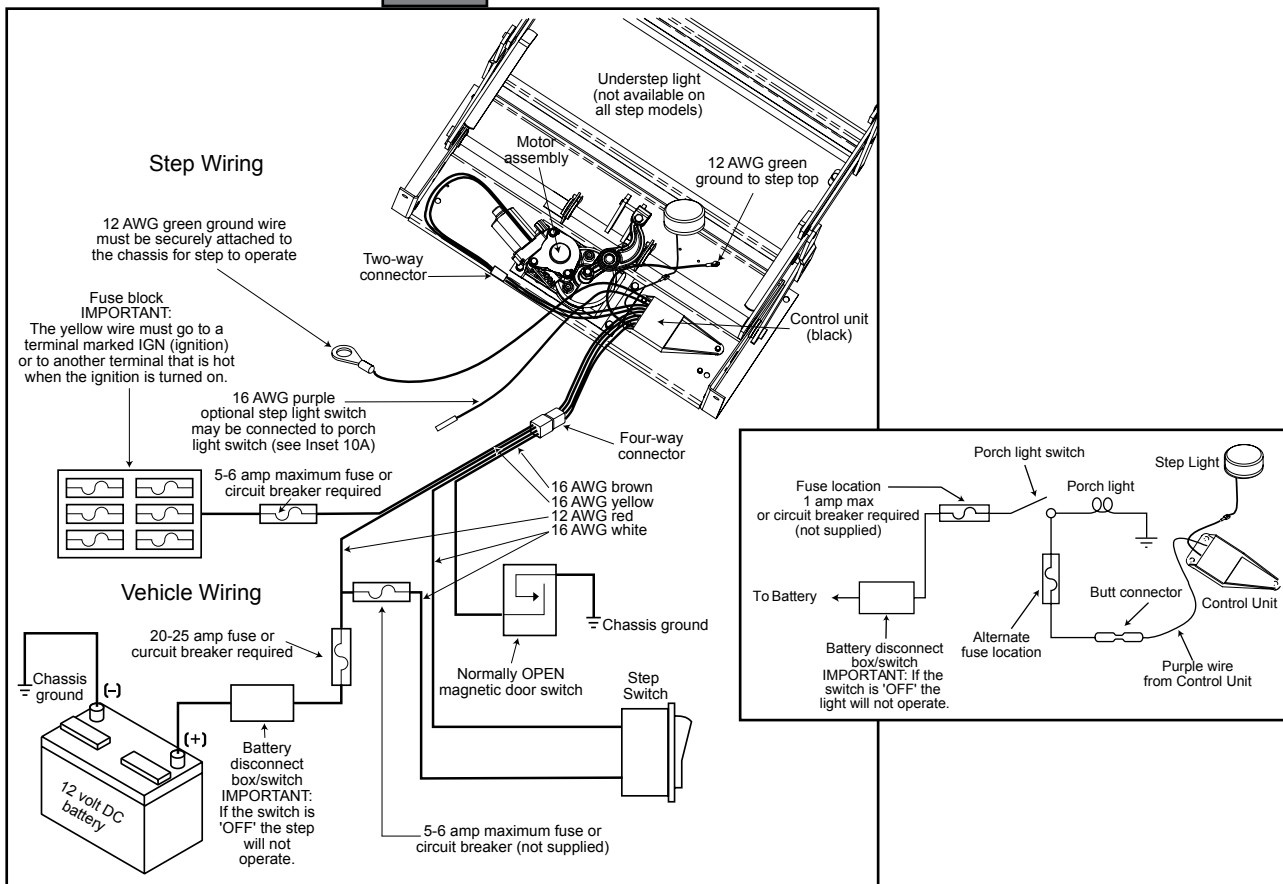 Understep light
(not available on
all step models)
Motor
assembly
12 AWG green
ground to step top
Step Wiring
12 AWG green ground wire
must be securely attached to
the chassis for step to operate
Two-way
connector
Fuse block
IMPORTANT:
The yellow wire must go to a
terminal marked IGN (ignition)
or to another terminal that is hot
when the ignition is turned on.
Control unit
(black)
16 AWG purple
optional step light switch
may be connected to porch
light switch (see Inset 10A)
Four-way
connector
5-6 amp maximum fuse or
circuit breaker required
16 AWG brown
16 AWG yellow
12 AWG red
16 AWG white
Vehicle Wiring
20-25 amp fuse or
curcuit breaker required
Chassis ground
Normally OPEN
magnetic door switch
Step
Switch
Chassis
ground
(-)
(+)
12 volt DC
battery
Battery
disconnect
box/switch
IMPORTANT:
If the switch is
'OFF' the step
will not
operate.
5-6 amp maximum fuse or
circuit breaker (not supplied)
Porch light switch
Step Light
Fuse location
1 amp max
or circuit breaker required
(not supplied)
Porch light
To Battery
Butt connector
Control Unit
Battery disconnect
box/switch
IMPORTANT: If the
switch is 'OFF' the
light will not operate.
Alternate
fuse location
Purple wire
from Control Unit